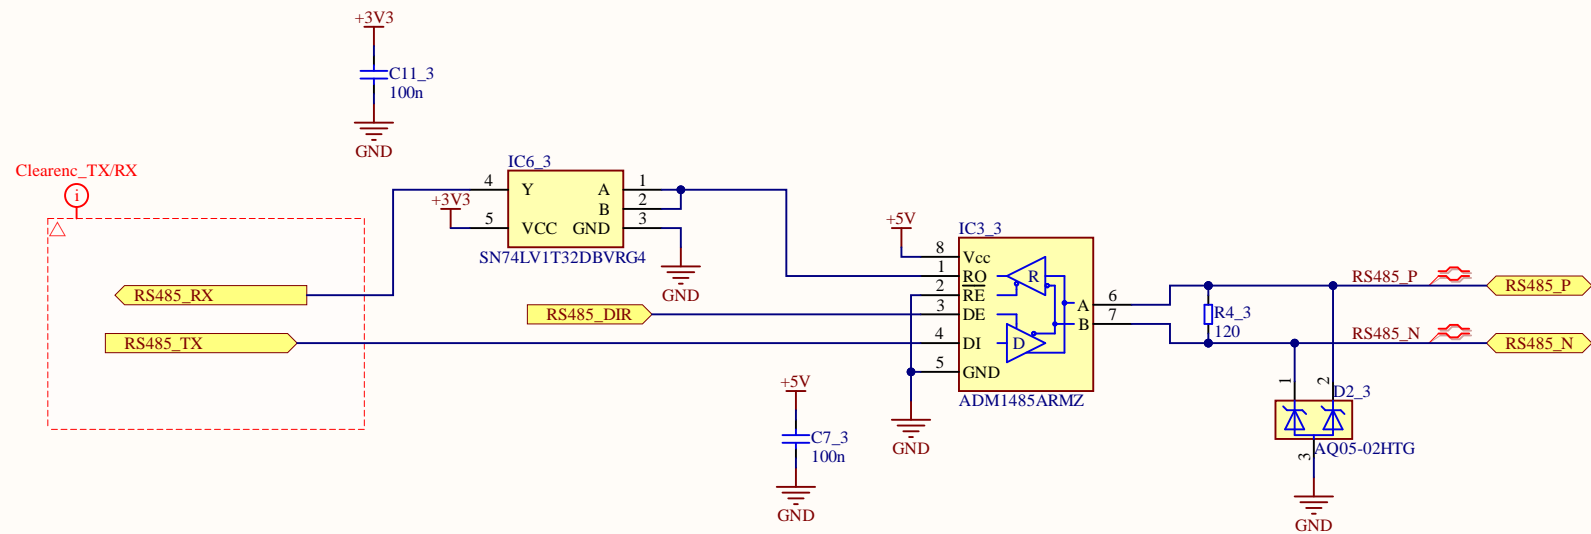 +3V3
C11_3
100n
GND
Clearenc_TX/RX
i
IC6_3
4 Y A 1
B 2
+3V3
5 VCC GND 3
SN74LV1T32DBVRG4
GND
RS485_RX
RS485_TX
RS485_DIR
+5V
IC3_3
8 Vcc
1 RO R
2 RE
3 DE
4 DI D
5 GND
A 6
B 7
ADM1485ARMZ
GND
+5V
C7_3
100n
GND
R4_3
120
RS485_P
RS485_P
RS485_N
RS485_N
1 2
D2_3
AQ05-02HTG
3
GND